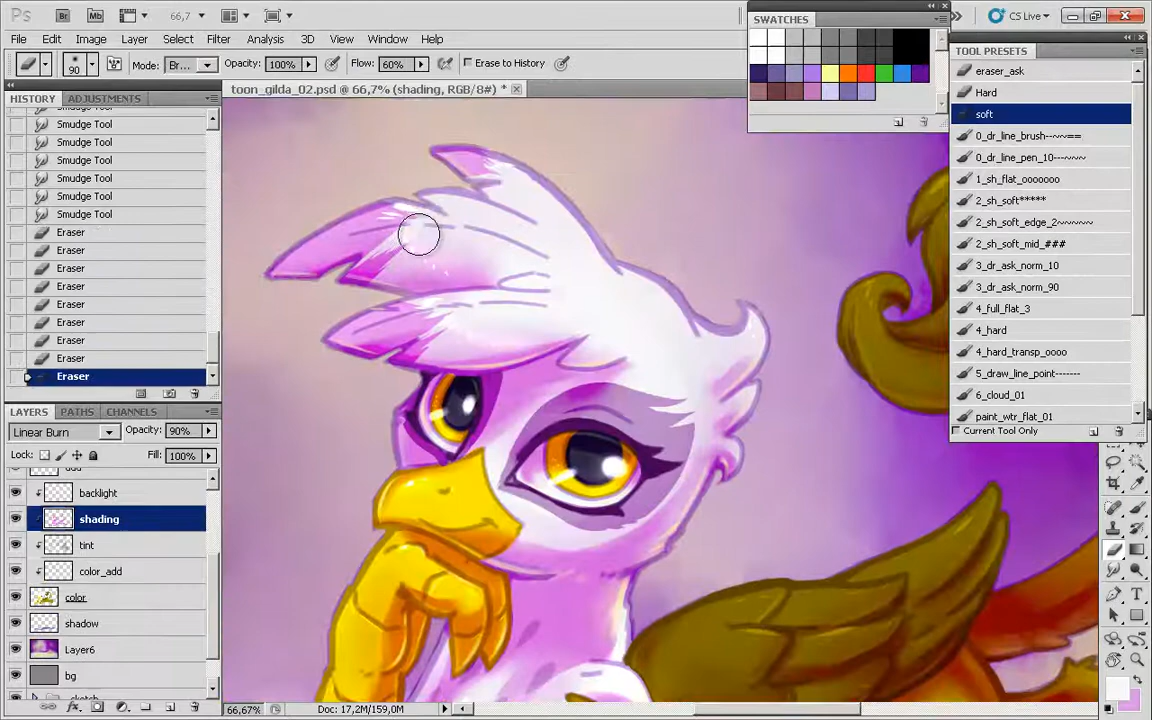 Ps Mb 66,7 CS Live
File Edit Image Layer Select Filter Analysis 3D View Window Help
90 Mode: Br... Opacity: 100% Flow: 60% Erase to History
HISTORY ADJUSTMENTS
toon_gilda_02.psd @ 66,7% (shading, RGB/8#) *
Smudge Tool
Smudge Tool
Smudge Tool
Smudge Tool
Smudge Tool
Smudge Tool
Smudge Tool
Eraser
Eraser
Eraser
Eraser
Eraser
Eraser
Eraser
Eraser
Eraser
LAYERS PATHS CHANNELS
Linear Burn Opacity: 90%
Lock: Fill: 100%
add
backlight
shading
tint
color_add
color
shadow
Layer6
bg
sketch
66,67% Doc: 17,2M/159,0M
SWATCHES
TOOL PRESETS
eraser_ask
Hard
soft
0_dr_line_brush--~~==
0_dr_line_pen_10---~~~
1_sh_flat_ooooooo
2_sh_soft*****
2_sh_soft_edge_2~~~~~
2_sh_soft_mid_###
3_dr_ask_norm_10
3_dr_ask_norm_90
4_full_flat_3
4_hard
4_hard_transp_oooo
5_draw_line_point-------
6_cloud_01
paint_wtr_flat_01
Current Tool Only